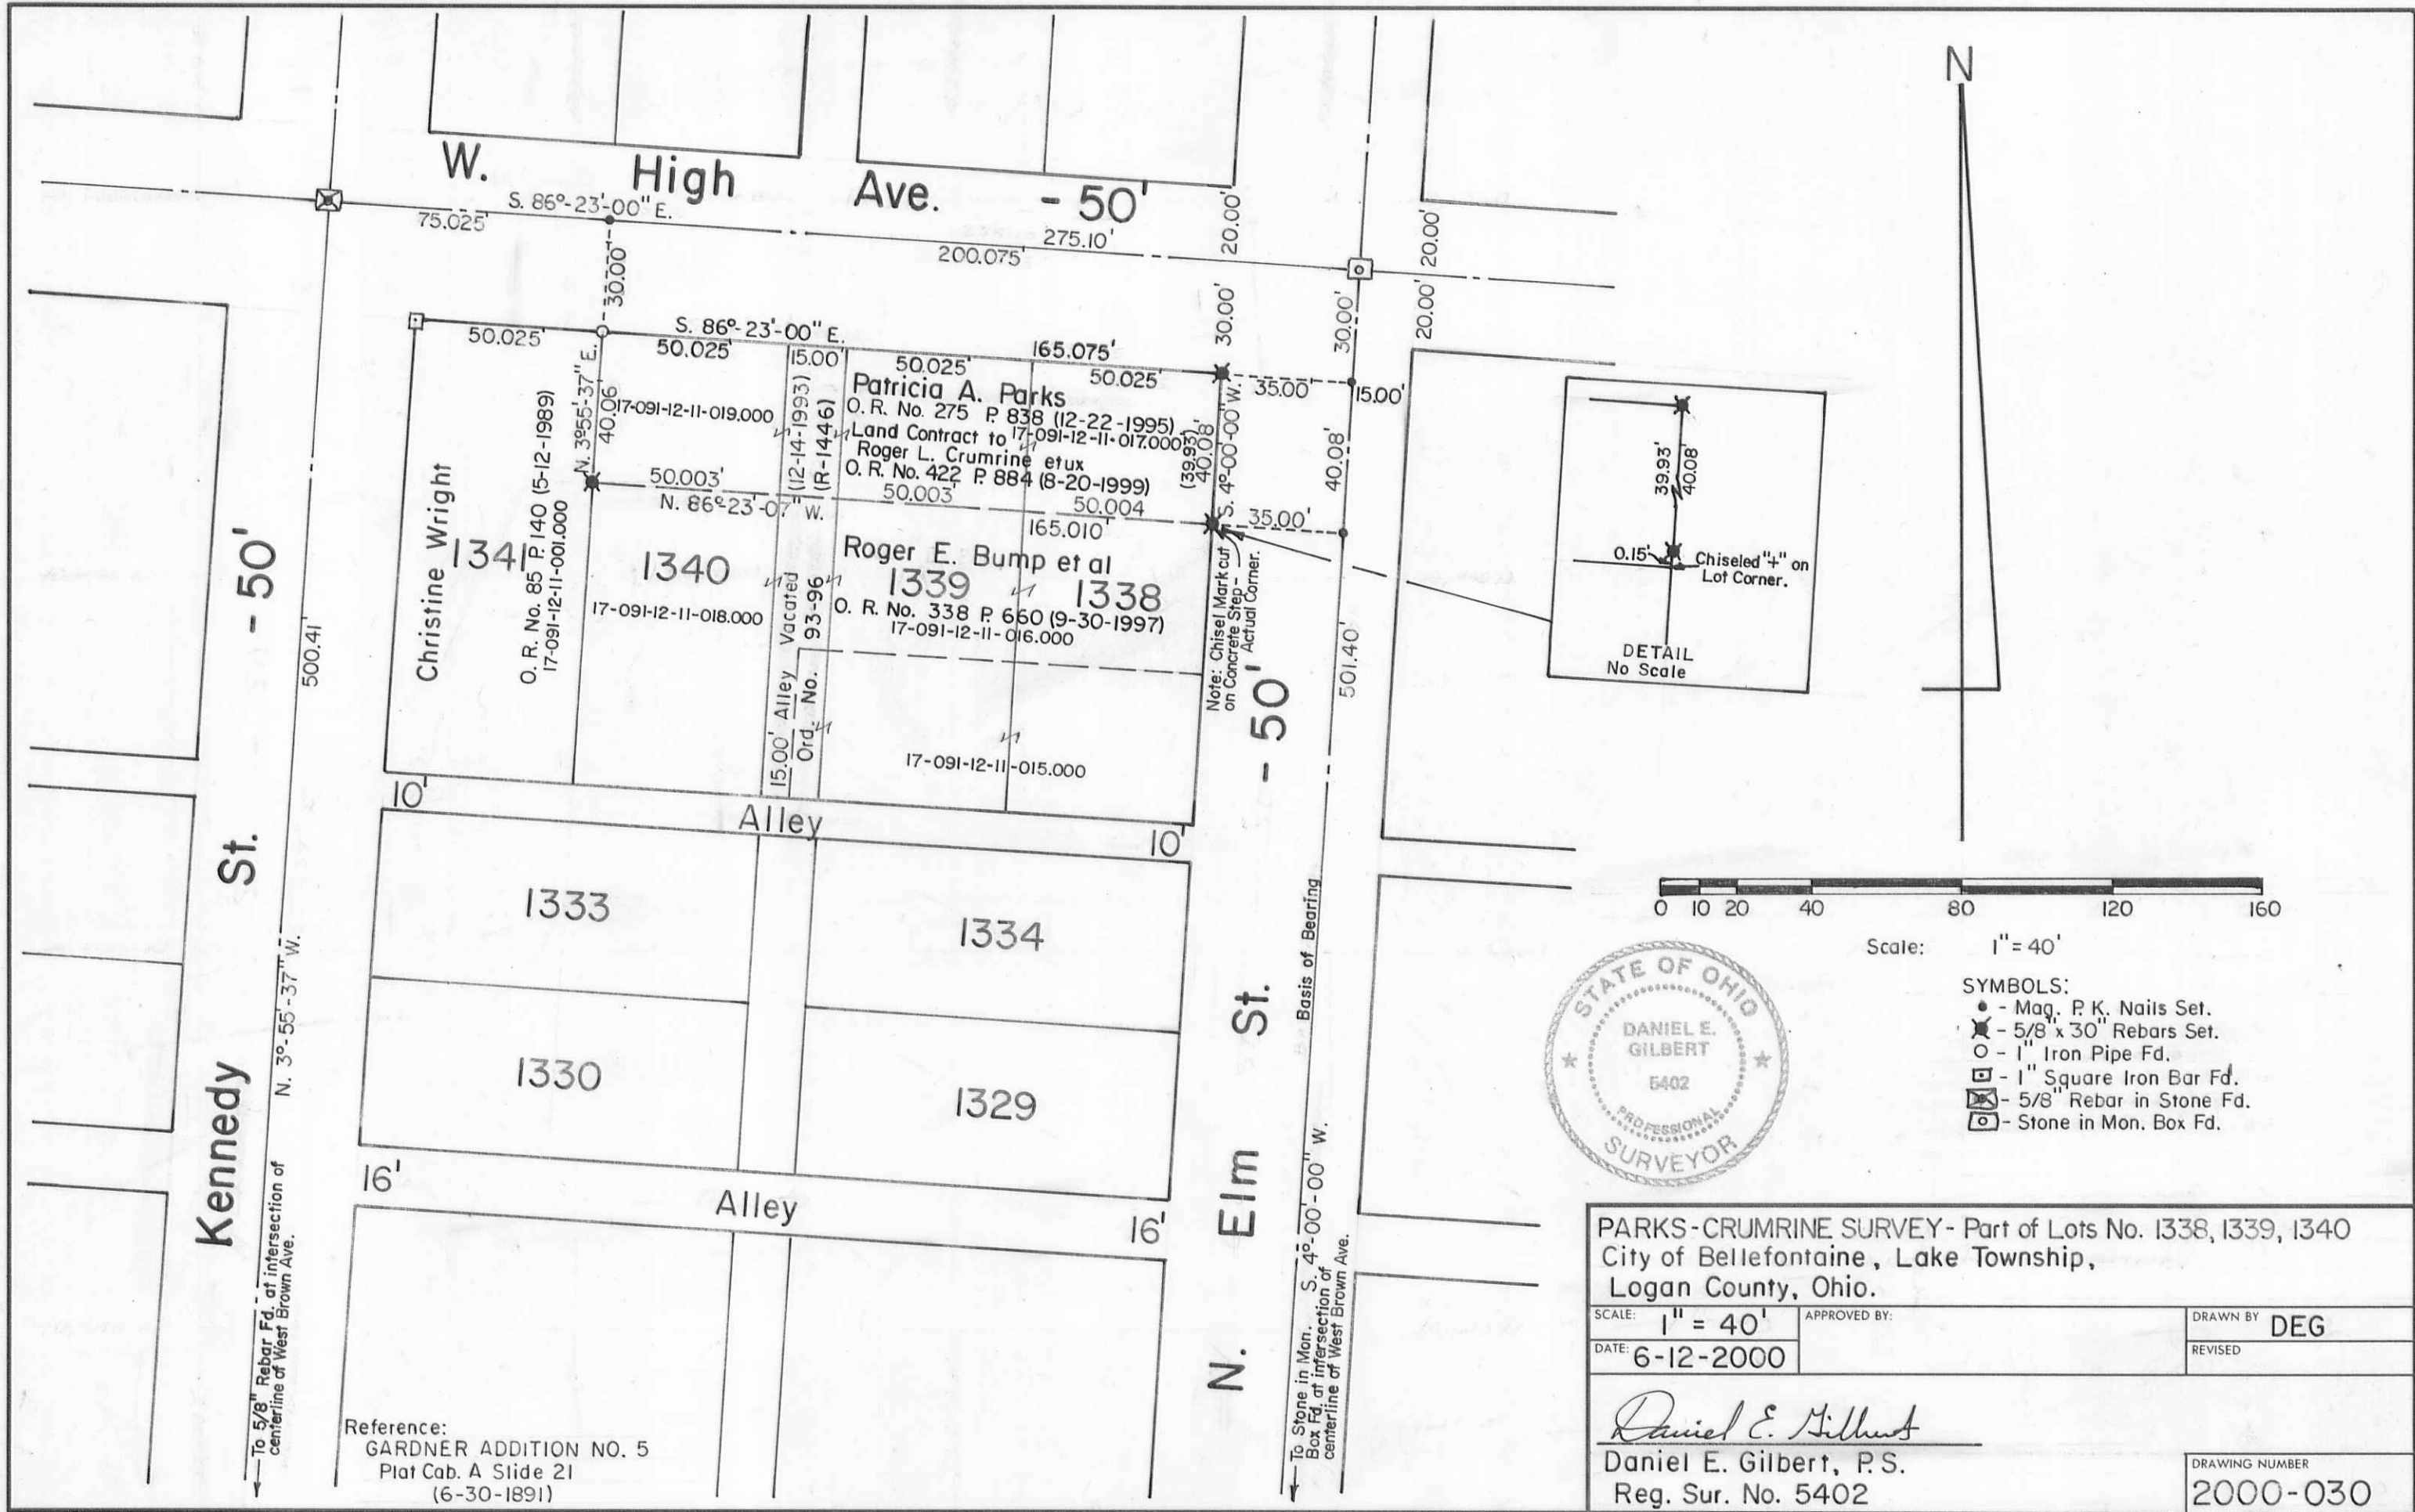 W. High Ave. - 50'
S. 86°-23'-00" E.
75.025'
275.10'
200.075'
20.00'
20.00'
30.00'
30.00'
30.00'
20.00'
50.025'
S. 86°-23'-00" E.
50.025'
15.00'
50.025'
165.075'
50.025'
35.00'
15.00'
N. 3°55'-37" E.
40.06'
17-091-12-11-019.000
(12-14-1993)
(R-1446)
Patricia A. Parks
O. R. No. 275 P. 838 (12-22-1995)
Land Contract to 17-091-12-11-017.000
Roger L. Crumrine etux
O. R. No. 422 P. 884 (8-20-1999)
(39.93')
40.08'
S. 4°-00'-00" W.
40.08'
50.003'
N. 86°-23'-07" W.
50.003'
50.004
165.010'
35.00'
Christine Wright
1341
O. R. No. 85 P. 140 (5-12-1989)
17-091-12-11-001.000
1340
17-091-12-11-018.000
15.00' Alley Vacated
Ord. No. 93-96
Roger E. Bump et al
1339
1338
O. R. No. 338 P. 660 (9-30-1997)
17-091-12-11-016.000
17-091-12-11-015.000
Note: Chisel Mark cut
on Concrete Step-
Actual Corner.
39.93'
40.08'
0.15'
Chiseled "+" on
Lot Corner.
DETAIL
No Scale
N
10'
Alley
10'
1333
1334
1330
1329
16'
Alley
16'
Kennedy St. - 50'
500.41'
N. 3°-55'-37" W.
To 5/8" Rebar Fd. at intersection of
centerline of West Brown Ave.
N. Elm St. - 50'
501.40'
Basis of Bearing
S. 4°-00'-00" W.
To Stone in Mon.
Box Fd. at intersection of
centerline of West Brown Ave.
Reference:
GARDNER ADDITION NO. 5
Plat Cab. A Slide 21
(6-30-1891)
0 10 20 40 80 120 160
Scale: 1" = 40'
SYMBOLS:
- Mag. P. K. Nails Set.
- 5/8" x 30" Rebars Set.
- 1" Iron Pipe Fd.
- 1" Square Iron Bar Fd.
- 5/8" Rebar in Stone Fd.
- Stone in Mon. Box Fd.
STATE OF OHIO
DANIEL E.
GILBERT
5402
PROFESSIONAL
SURVEYOR
PARKS-CRUMRINE SURVEY- Part of Lots No. 1338, 1339, 1340
City of Bellefontaine, Lake Township,
Logan County, Ohio.
SCALE: 1" = 40'
APPROVED BY:
DRAWN BY DEG
DATE: 6-12-2000
REVISED
Daniel E. Gilbert
Daniel E. Gilbert, P.S.
Reg. Sur. No. 5402
DRAWING NUMBER
2000-030